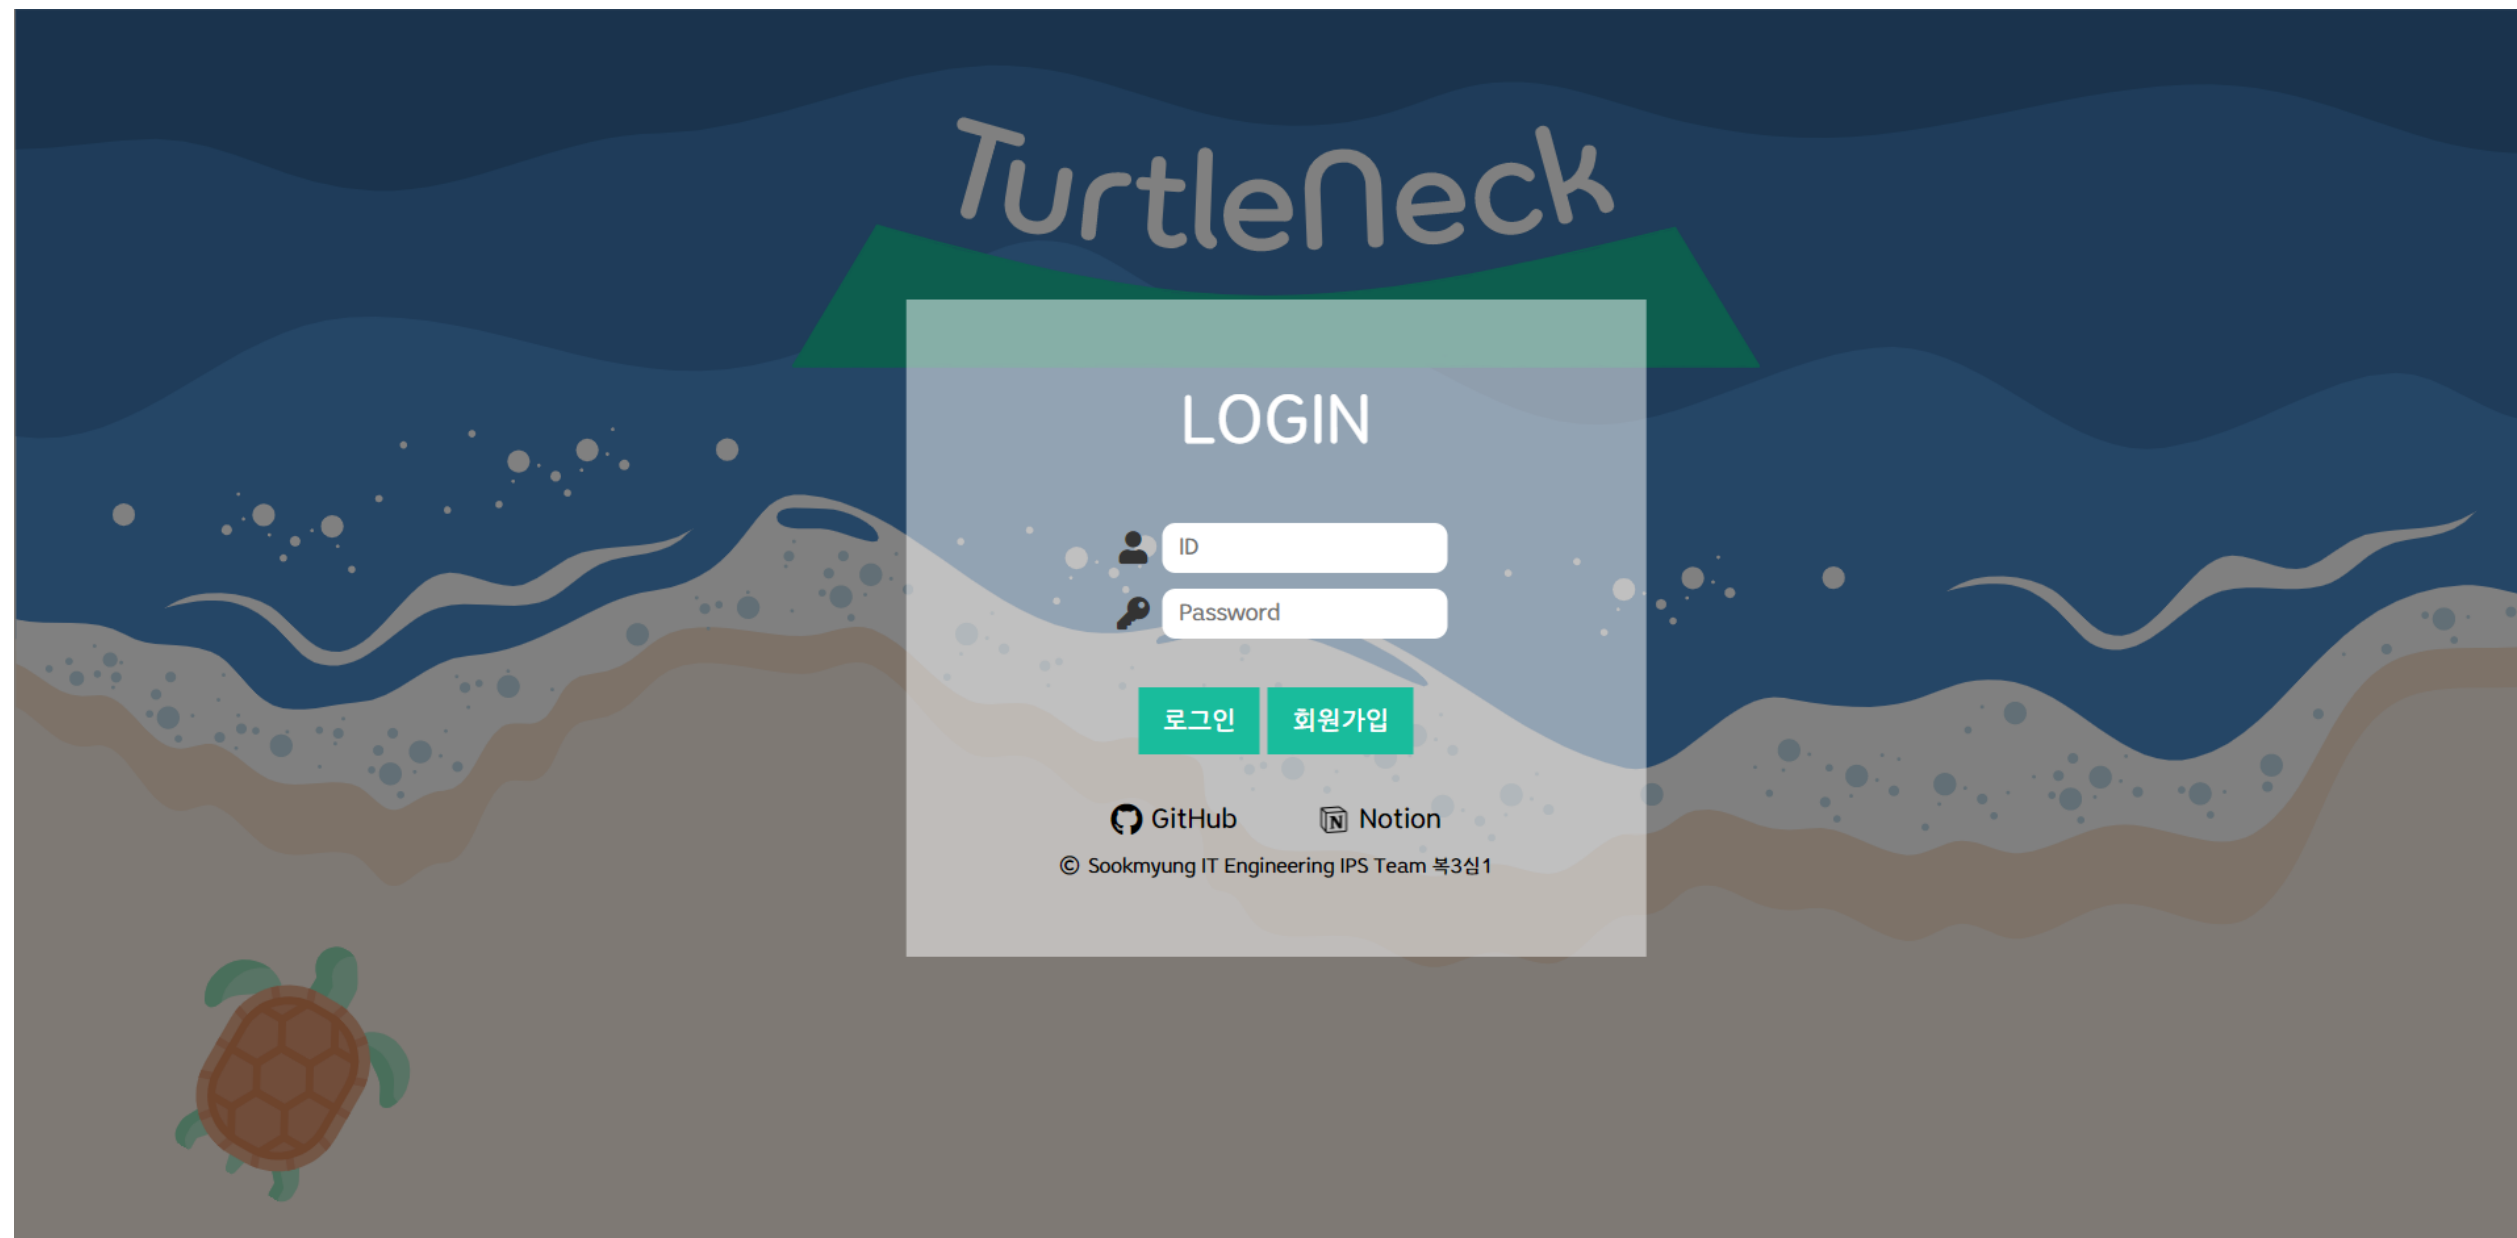 TurtleNeck
LOGIN
ID
Password
로그인 회원가입
GitHub Notion
© Sookmyung IT Engineering IPS Team 복3심1